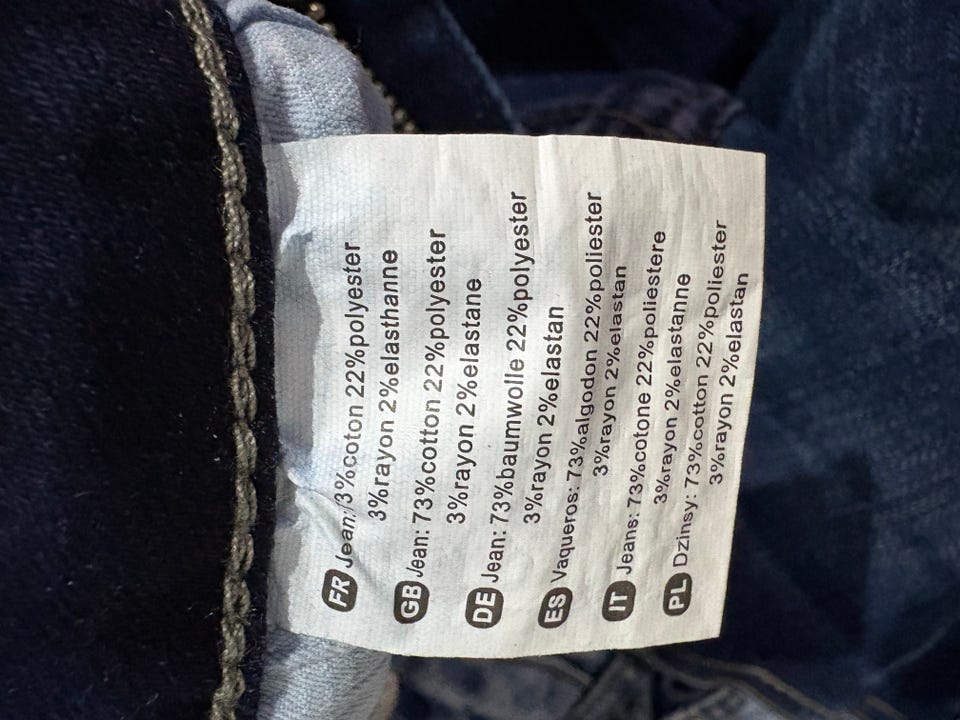 FR Jean:73%coton 22%polyester
3%rayon 2%elasthanne
GB Jean: 73%cotton 22%polyester
3%rayon 2%elastane
DE Jean: 73%baumwolle 22%polyester
3%rayon 2%elastan
ES Vaqueros: 73%algodon 22%poliester
3%rayon 2%elastan
IT Jeans: 73%cotone 22%poliestere
3%rayon 2%elastanne
PL Dzinsy: 73%cotton 22%poliester
3%rayon 2%elastan